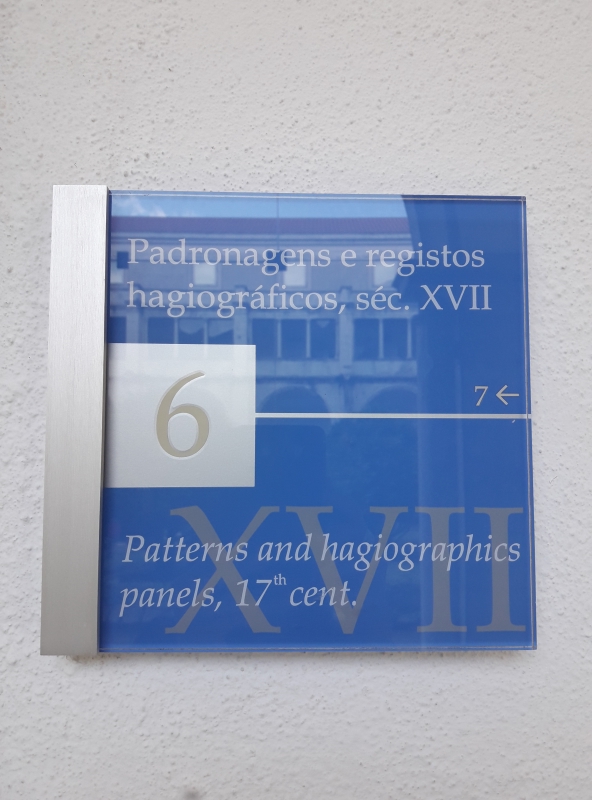 Padronagens e registos
hagiográficos, séc. XVII
6
7 ←
XVII
Patterns and hagiographics
panels, 17th cent.